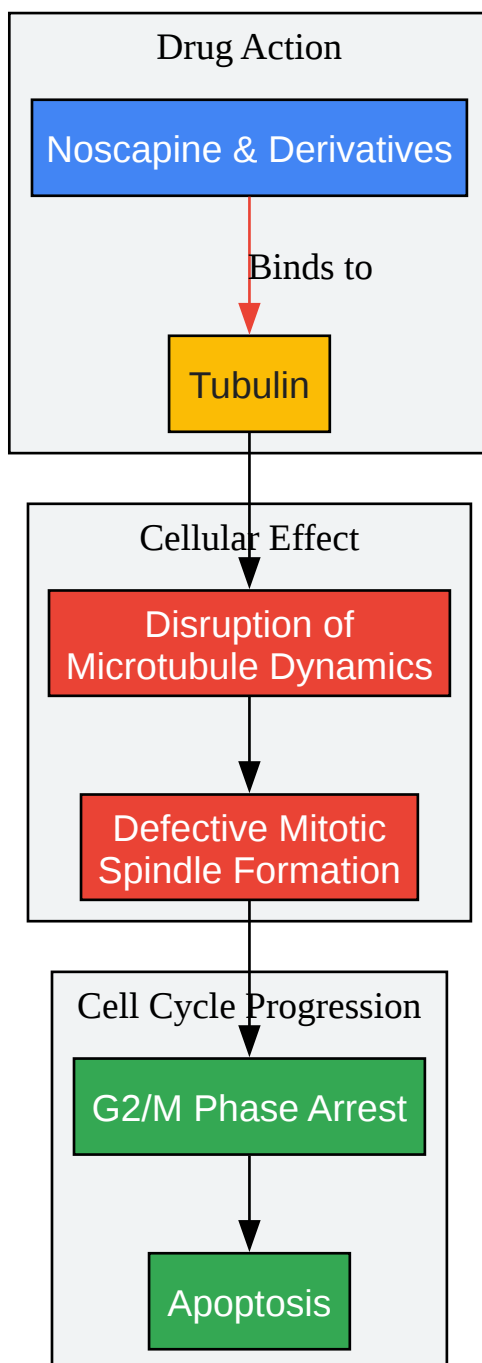 Drug Action
Noscapine & Derivatives
Binds to
Tubulin
Cellular Effect
Disruption of
Microtubule Dynamics
Defective Mitotic
Spindle Formation
Cell Cycle Progression
G2/M Phase Arrest
Apoptosis